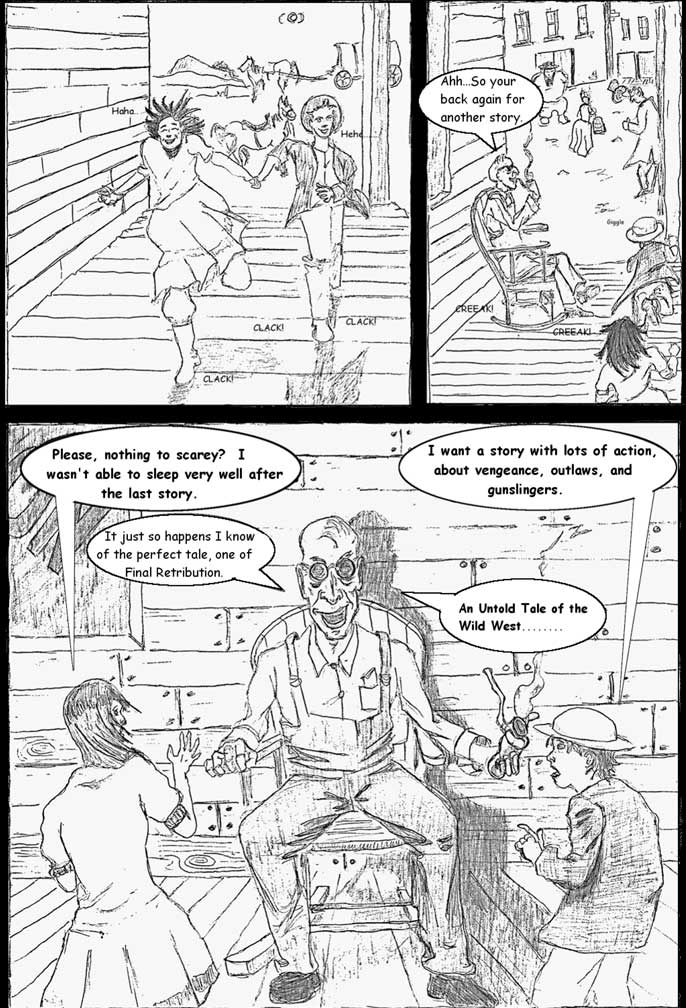 (©)
Haha..
Hehe....
CLACK!
CLACK!
CLACK!
Ahh...So your
back again for
another story.
Giggle
CREEAK!
CREEAK!
Please, nothing to scarey? I
wasn't able to sleep very well after
the last story.
I want a story with lots of action,
about vengeance, outlaws, and
gunslingers.
It just so happens I know
of the perfect tale, one of
Final Retribution.
An Untold Tale of the
Wild West........